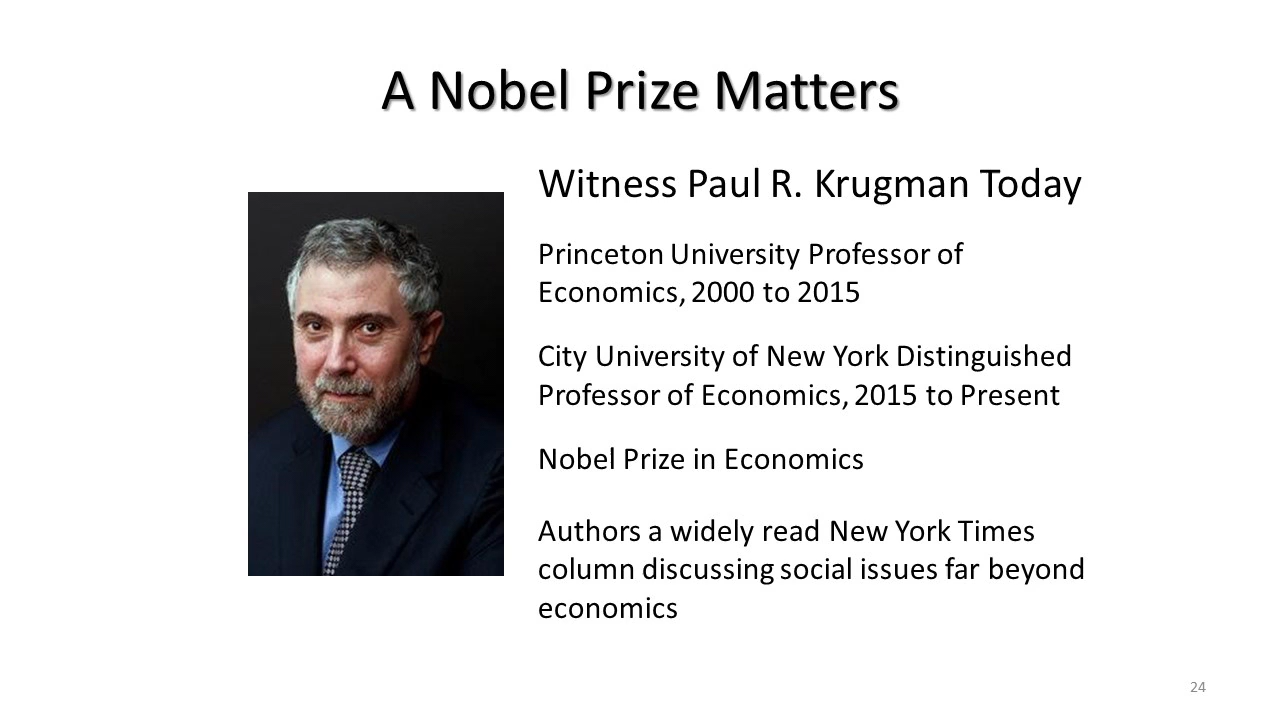 A Nobel Prize Matters
Witness Paul R. Krugman Today
Princeton University Professor of
Economics, 2000 to 2015
City University of New York Distinguished
Professor of Economics, 2015 to Present
Nobel Prize in Economics
Authors a widely read New York Times
column discussing social issues far beyond
economics
24